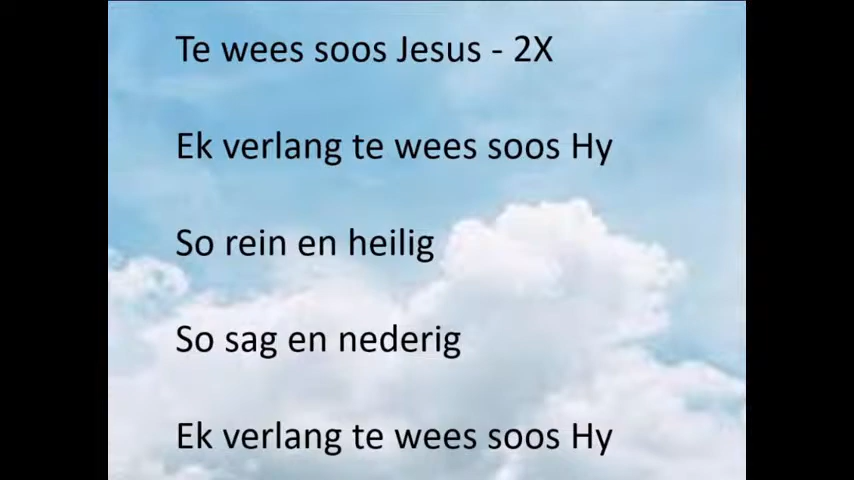 Te wees soos Jesus - 2X
Ek verlang te wees soos Hy
So rein en heilig
So sag en nederig
Ek verlang te wees soos Hy